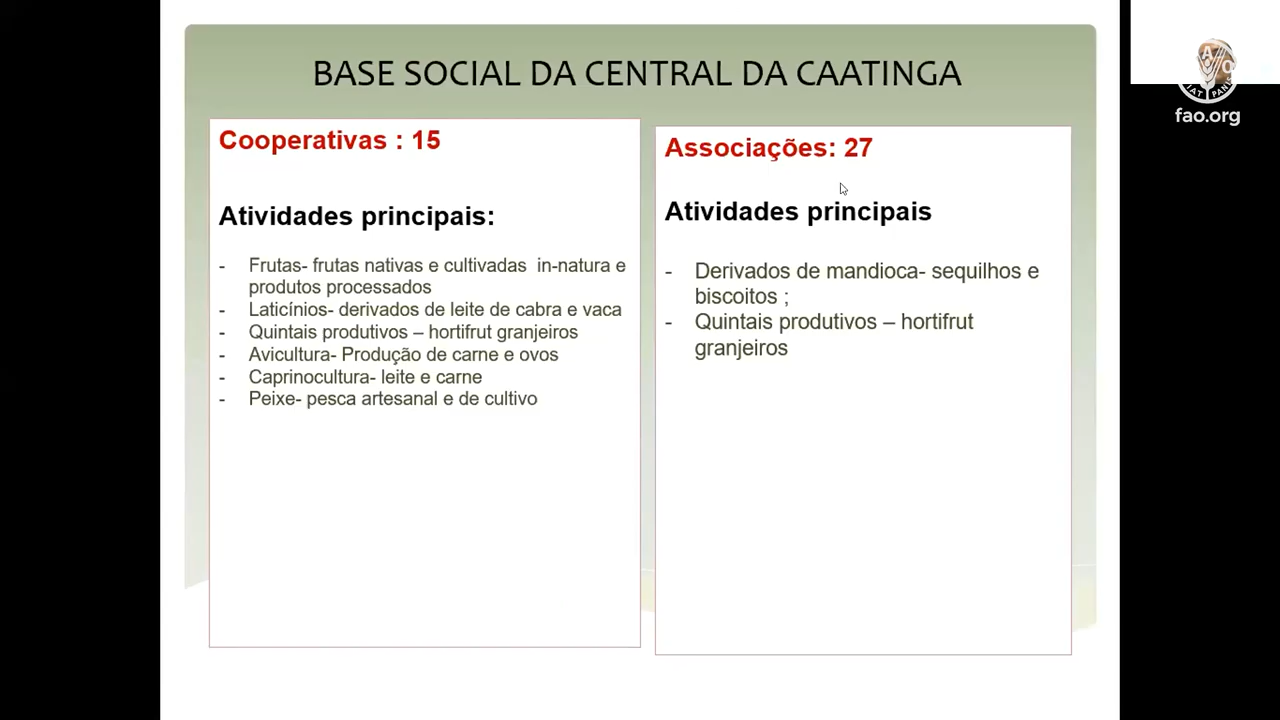 BASE SOCIAL DA CENTRAL DA CAATINGA
Cooperativas : 15
Atividades principais:
- Frutas- frutas nativas e cultivadas in-natura e
produtos processados
- Laticínios- derivados de leite de cabra e vaca
- Quintais produtivos – hortifrut granjeiros
- Avicultura- Produção de carne e ovos
- Caprinocultura- leite e carne
- Peixe- pesca artesanal e de cultivo
Associações: 27
Atividades principais
- Derivados de mandioca- sequilhos e
biscoitos ;
- Quintais produtivos – hortifrut
granjeiros
fao.org